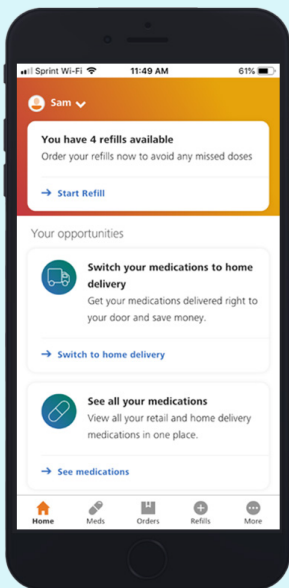 Sprint Wi-Fi 11:49 AM 61%
Sam
You have 4 refills available
Order your refills now to avoid any missed doses
Start Refill
Your opportunities
Switch your medications to home
delivery
Get your medications delivered right to
your door and save money.
Switch to home delivery
See all your medications
View all your retail and home delivery
medications in one place.
See medications
Home Meds Orders Refills More